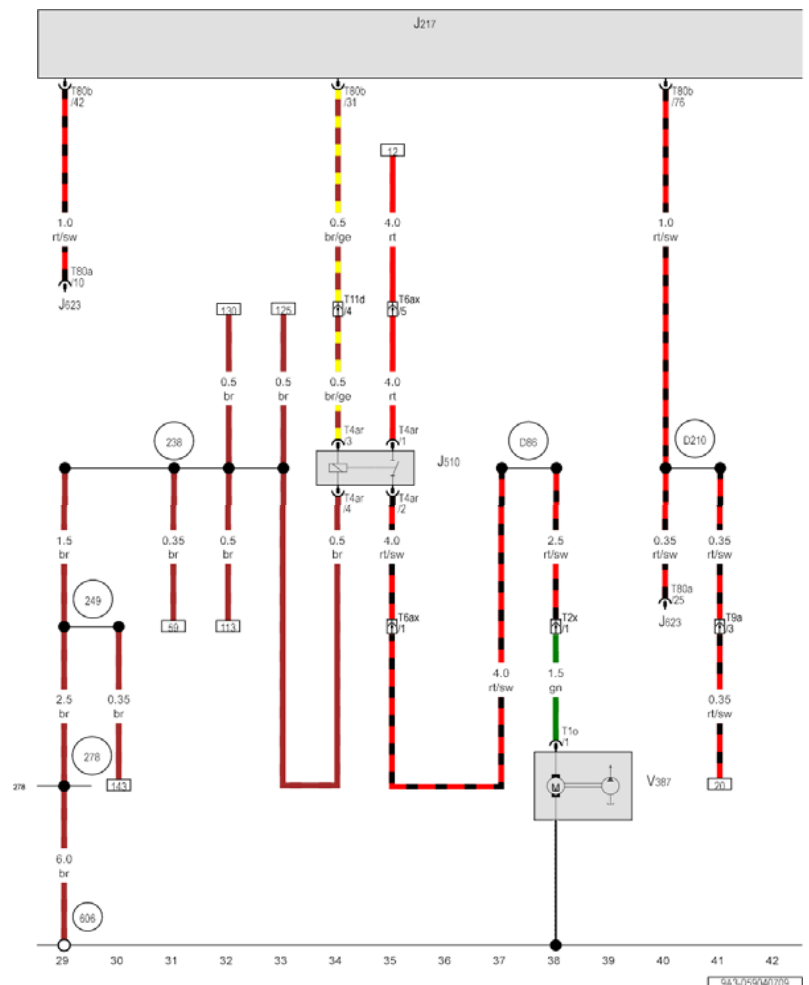 J217
T80b
/42
T80b
/31
T80b
/76
12
1.0
rt/sw
0.5
br/ge
4.0
rt
1.0
rt/sw
T80a
/10
J623
130
125
T11d
/4
T6ax
/5
0.5
br
0.5
br
0.5
br/ge
4.0
rt
238
T4ar
/3
T4ar
/1
J510
D86
D210
T4ar
/4
T4ar
/2
1.5
br
0.35
br
0.5
br
0.5
br
4.0
rt/sw
2.5
rt/sw
0.35
rt/sw
0.35
rt/sw
249
59
113
T6ax
/1
T2x
/1
T80a
/25
J623
T9a
/3
2.5
br
0.35
br
4.0
rt/sw
1.5
gn
0.35
rt/sw
278
T1o
/1
278
143
V387
M
20
6.0
br
606
29 30 31 32 33 34 35 36 37 38 39 40 41 42
9A3-059040709